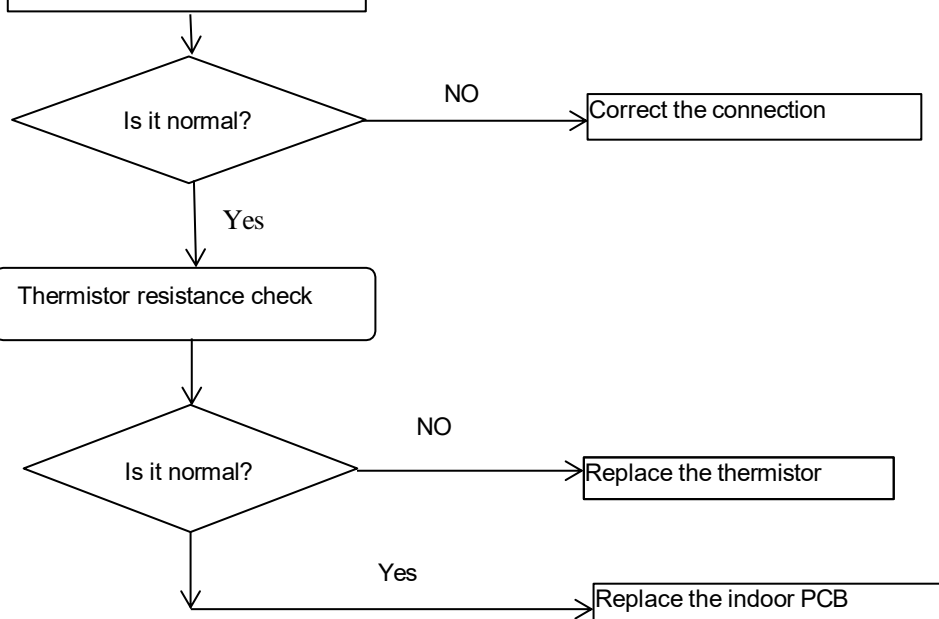 NO
Is it normal?
Correct the connection
Yes
Thermistor resistance check
NO
Is it normal?
Replace the thermistor
Yes
Replace the indoor PCB